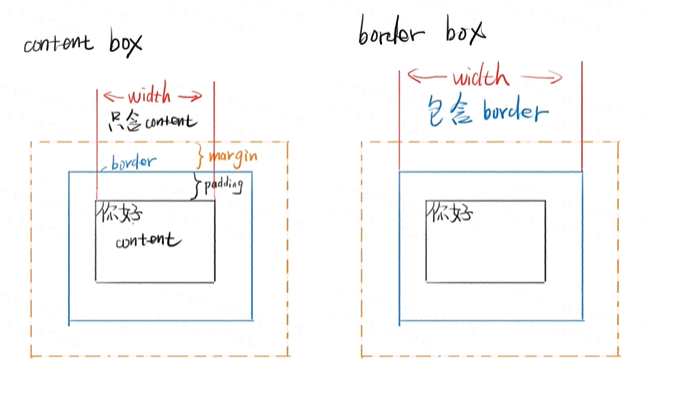 content box
width
只含content
border
margin
padding
你好
content
border box
width
包含 border
你好